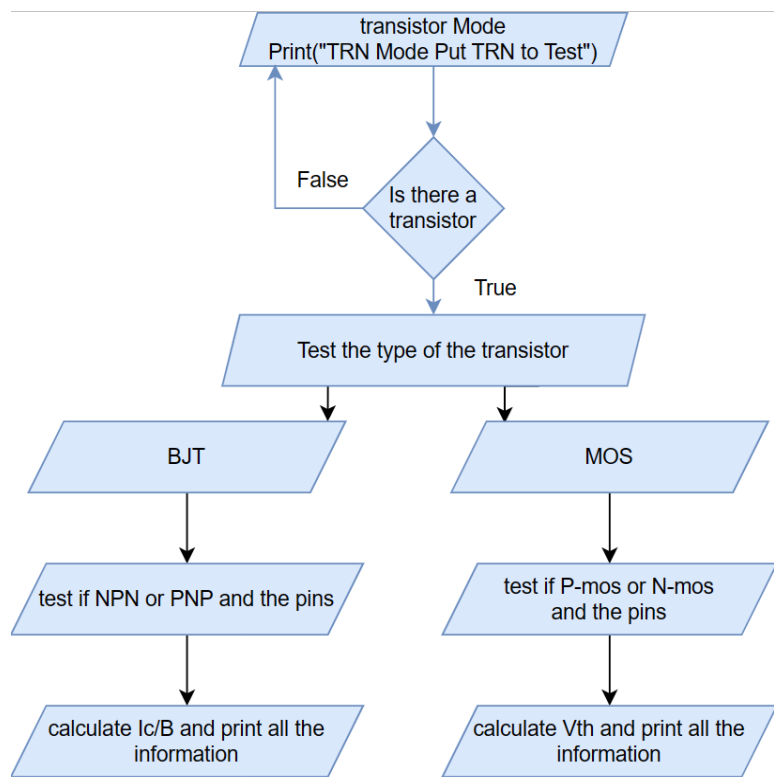 transistor Mode
Print("TRN Mode Put TRN to Test")
False
Is there a
transistor
True
Test the type of the transistor
BJT
MOS
test if NPN or PNP and the pins
test if P-mos or N-mos
and the pins
calculate Ic/B and print all the
information
calculate Vth and print all the
information